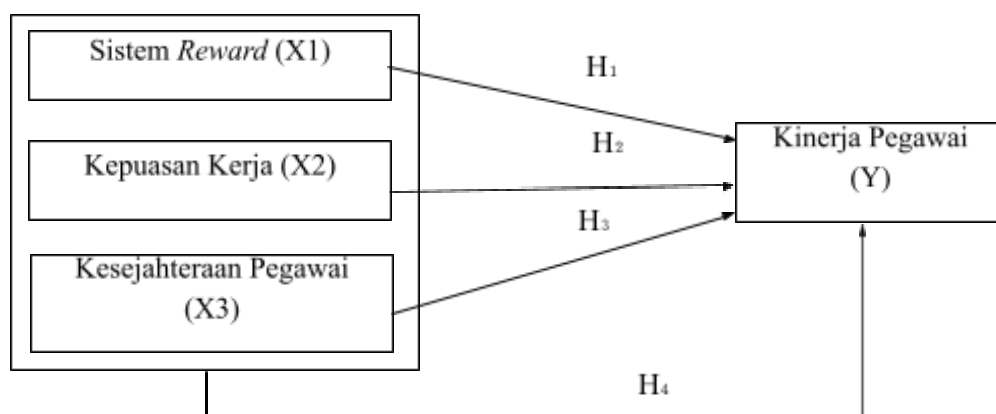 Sistem Reward (X1)
H₁
Kepuasan Kerja (X2)
H₂
Kinerja Pegawai
(Y)
Kesejahteraan Pegawai
(X3)
H₃
H₄